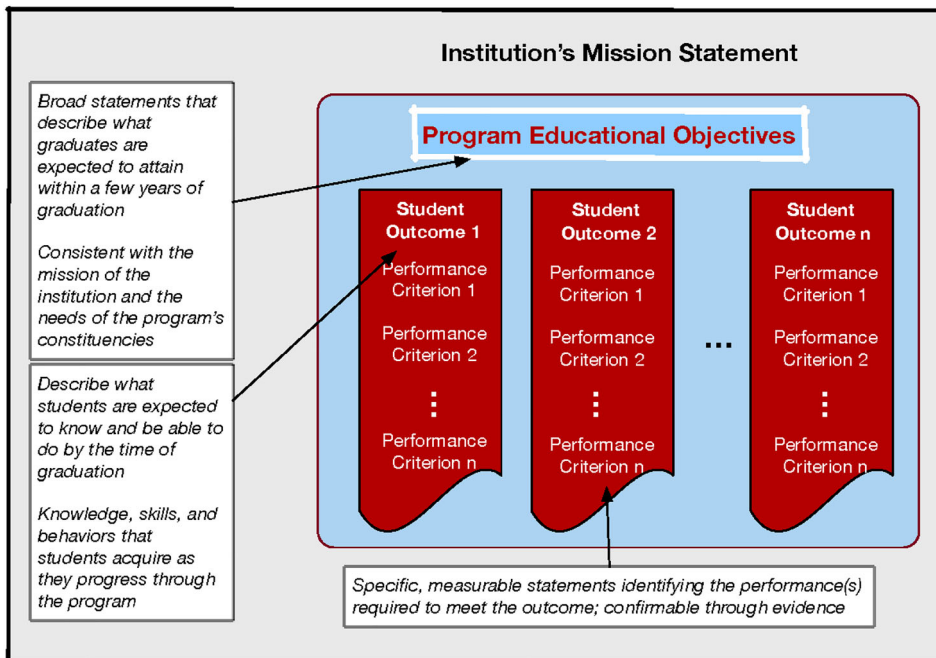 Institution's Mission Statement
Broad statements that
describe what
graduates are
expected to attain
within a few years of
graduation
Consistent with the
mission of the
institution and the
needs of the program's
constituencies
Describe what
students are expected
to know and be able to
do by the time of
graduation
Knowledge, skills, and
behaviors that
students acquire as
they progress through
the program
Program Educational Objectives
Student
Outcome 1
Performance
Criterion 1
Performance
Criterion 2
⋮
Performance
Criterion n
Student
Outcome 2
Performance
Criterion 1
Performance
Criterion 2
⋮
Performance
Criterion n
...
Student
Outcome n
Performance
Criterion 1
Performance
Criterion 2
⋮
Performance
Criterion n
Specific, measurable statements identifying the performance(s)
required to meet the outcome; confirmable through evidence